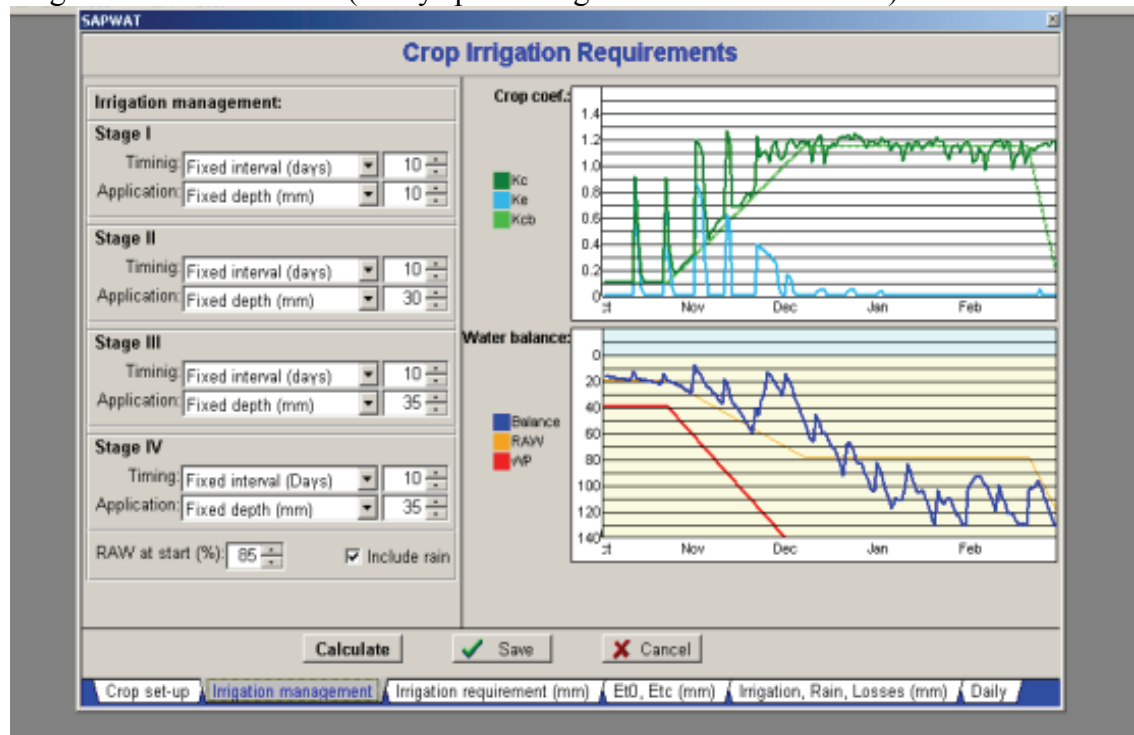 SAPWAT
Crop Irrigation Requirements
Irrigation management:
Stage I
Timinig: Fixed interval (days) 10
Application: Fixed depth (mm) 10
Stage II
Timinig: Fixed interval (days) 10
Application: Fixed depth (mm) 30
Stage III
Timinig: Fixed interval (days) 10
Application: Fixed depth (mm) 35
Stage IV
Timing: Fixed interval (Days) 10
Application: Fixed depth (mm) 35
RAW at start (%): 85 Include rain
Crop coef.:
1.4
1.2
1.0
0.8
0.6
0.4
0.2
0
Kc
Ke
Kcb
Nov Dec Jan Feb
Water balance:
0
20
40
60
80
100
120
140
Balance
RAW
WP
Nov Dec Jan Feb
Calculate Save Cancel
Crop set-up Irrigation management Irrigation requirement (mm) Et0, Etc (mm) Irrigation, Rain, Losses (mm) Daily